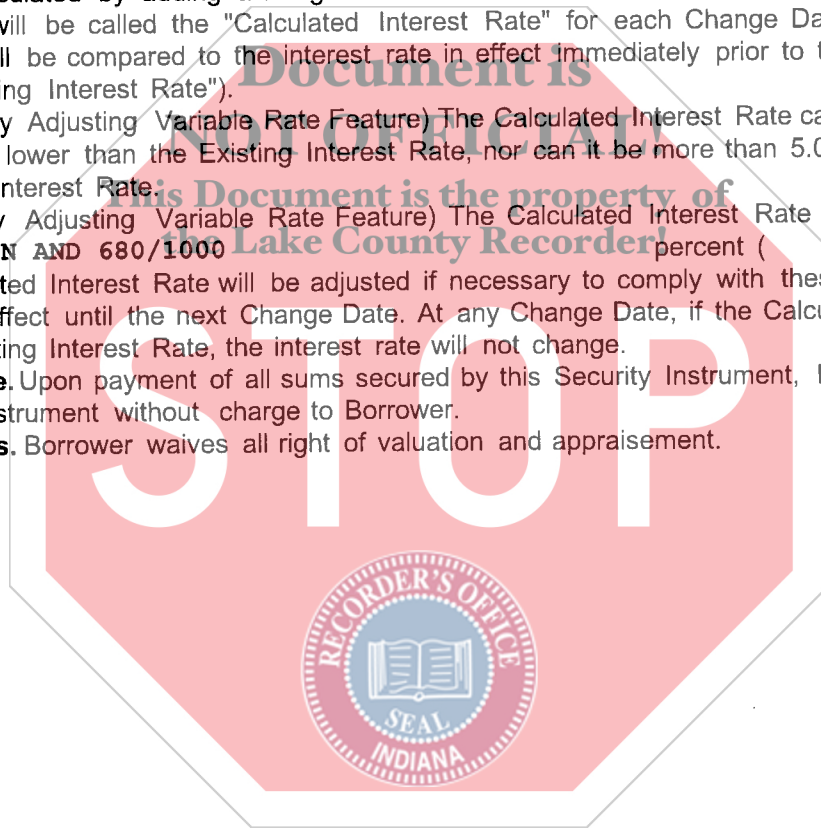 will be called the "Calculated Interest Rate" for each Change Da
ll be compared to the interest rate in effect immediately prior to t
ing Interest Rate").
y Adjusting Variable Rate Feature) The Calculated Interest Rate ca
lower than the Existing Interest Rate, nor can it be more than 5.0
nterest Rate.
y Adjusting Variable Rate Feature) The Calculated Interest Rate
N AND 680/1000 percent (
ted Interest Rate will be adjusted if necessary to comply with thes
ffect until the next Change Date. At any Change Date, if the Calcu
ting Interest Rate, the interest rate will not change.
e. Upon payment of all sums secured by this Security Instrument,
strument without charge to Borrower.
s. Borrower waives all right of valuation and appraisement.
Document is
NOT OFFICIAL!
This Document is the property of
the Lake County Recorder!
STOP
RECORDER'S OFFICE
SEAL
INDIANA